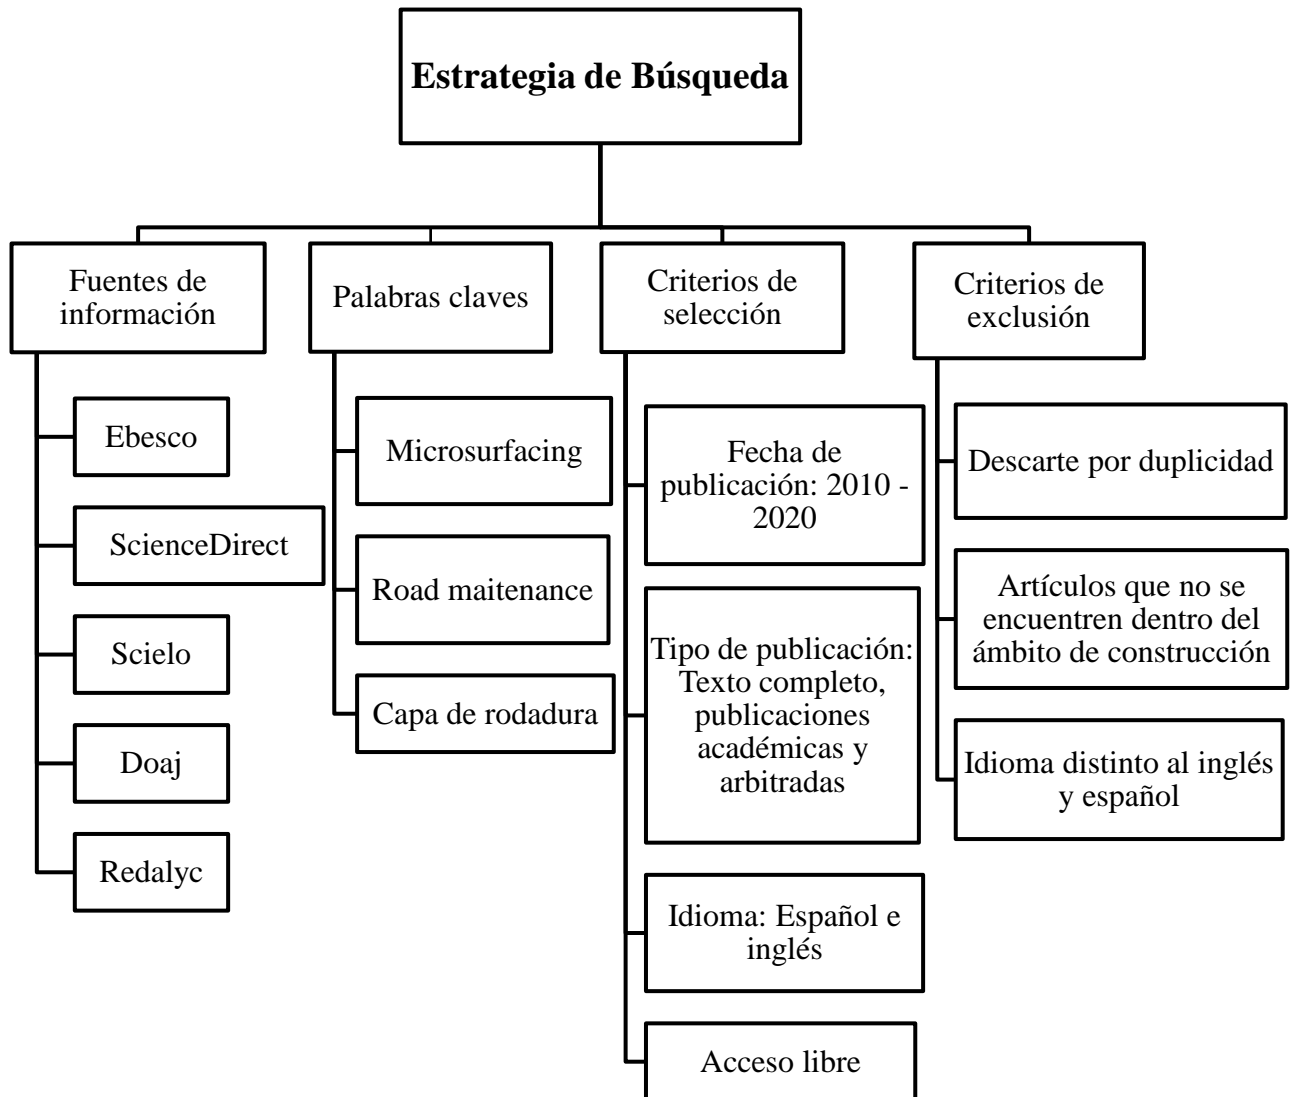 Estrategia de Búsqueda
Fuentes de
información
Ebesco
ScienceDirect
Scielo
Doaj
Redalyc
Palabras claves
Microsurfacing
Road maitenance
Capa de rodadura
Criterios de
selección
Fecha de
publicación: 2010 -
2020
Tipo de publicación:
Texto completo,
publicaciones
académicas y
arbitradas
Idioma: Español e
inglés
Acceso libre
Criterios de
exclusión
Descarte por duplicidad
Artículos que no se
encuentren dentro del
ámbito de construcción
Idioma distinto al inglés
y español